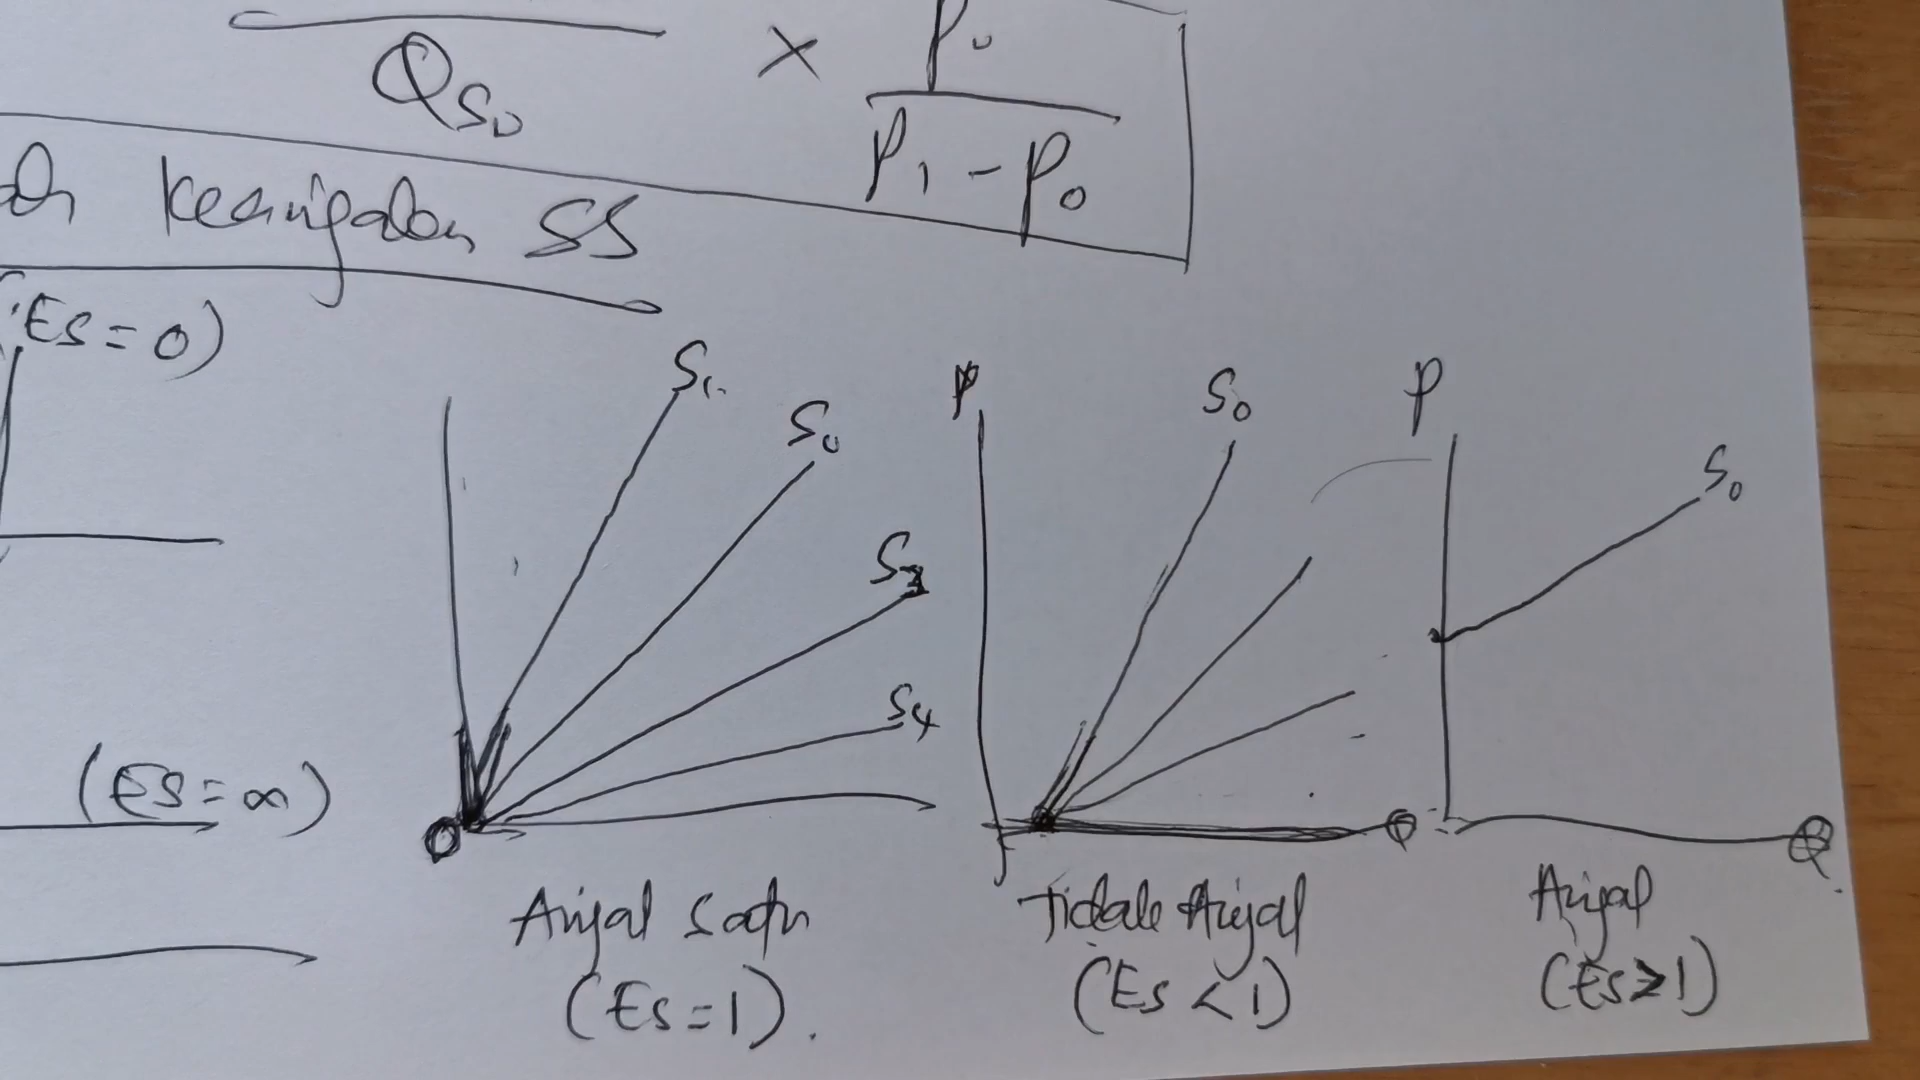 Qs₀ × P₀ / P₁ - P₀
keanjalan SS
(Es = 0)
S₁ S₀ P S₀ P S₀
S₃
S₄
(Es = ∞)
O Q Q
Anjal Satu Tidak Anjal Anjal
(Es = 1). (Es < 1) (Es > 1)